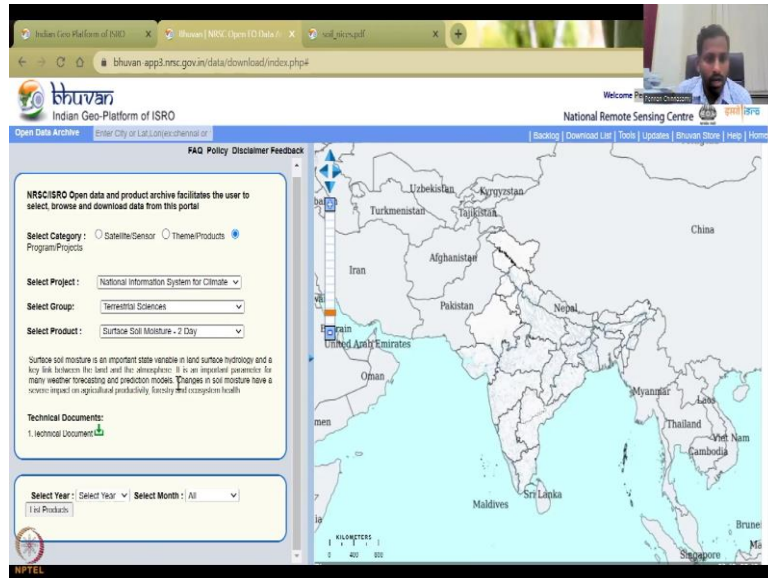 Indian Geo Platform of ISRO X
Bhuvan | NRSC Open EO Data A X
soil_nices.pdf X
bhuvan-app3.nrsc.gov.in/data/download/index.php#
bhuvan
Indian Geo-Platform of ISRO
Welcome
National Remote Sensing Centre
Open Data Archive
Enter City or Lat,Lon(ex:chennai or
| Backlog | Download List | Tools | Updates | Bhuvan Store | Help | Home
FAQ Policy Disclaimer Feedback
NRSC/ISRO Open data and product archive facilitates the user to
select, browse and download data from this portal
Select Category : Satellite/Sensor Theme/Products
Program/Projects
Select Project : National Information System for Climate
Select Group: Terrestrial Sciences
Select Product : Surface Soil Moisture - 2 Day
Surface soil moisture is an important state variable in land surface hydrology and a
key link between the land and the atmosphere. It is an important parameter for
many weather forecasting and prediction models. Changes in soil moisture have a
severe impact on agricultural productivity, forestry and ecosystem health
Technical Documents:
1. Technical Document
Select Year : Select Year Select Month : All
List Products
NPTEL
Uzbekistan
Kyrgyzstan
Turkmenistan
Tajikistan
China
Afghanistan
Iran
Pakistan
Nepal
United Arab Emirates
Oman
Myanmar
Laos
Thailand
Viet Nam
Cambodia
Sri Lanka
Maldives
Brune
Singapore
KILOMETERS
0 400 800